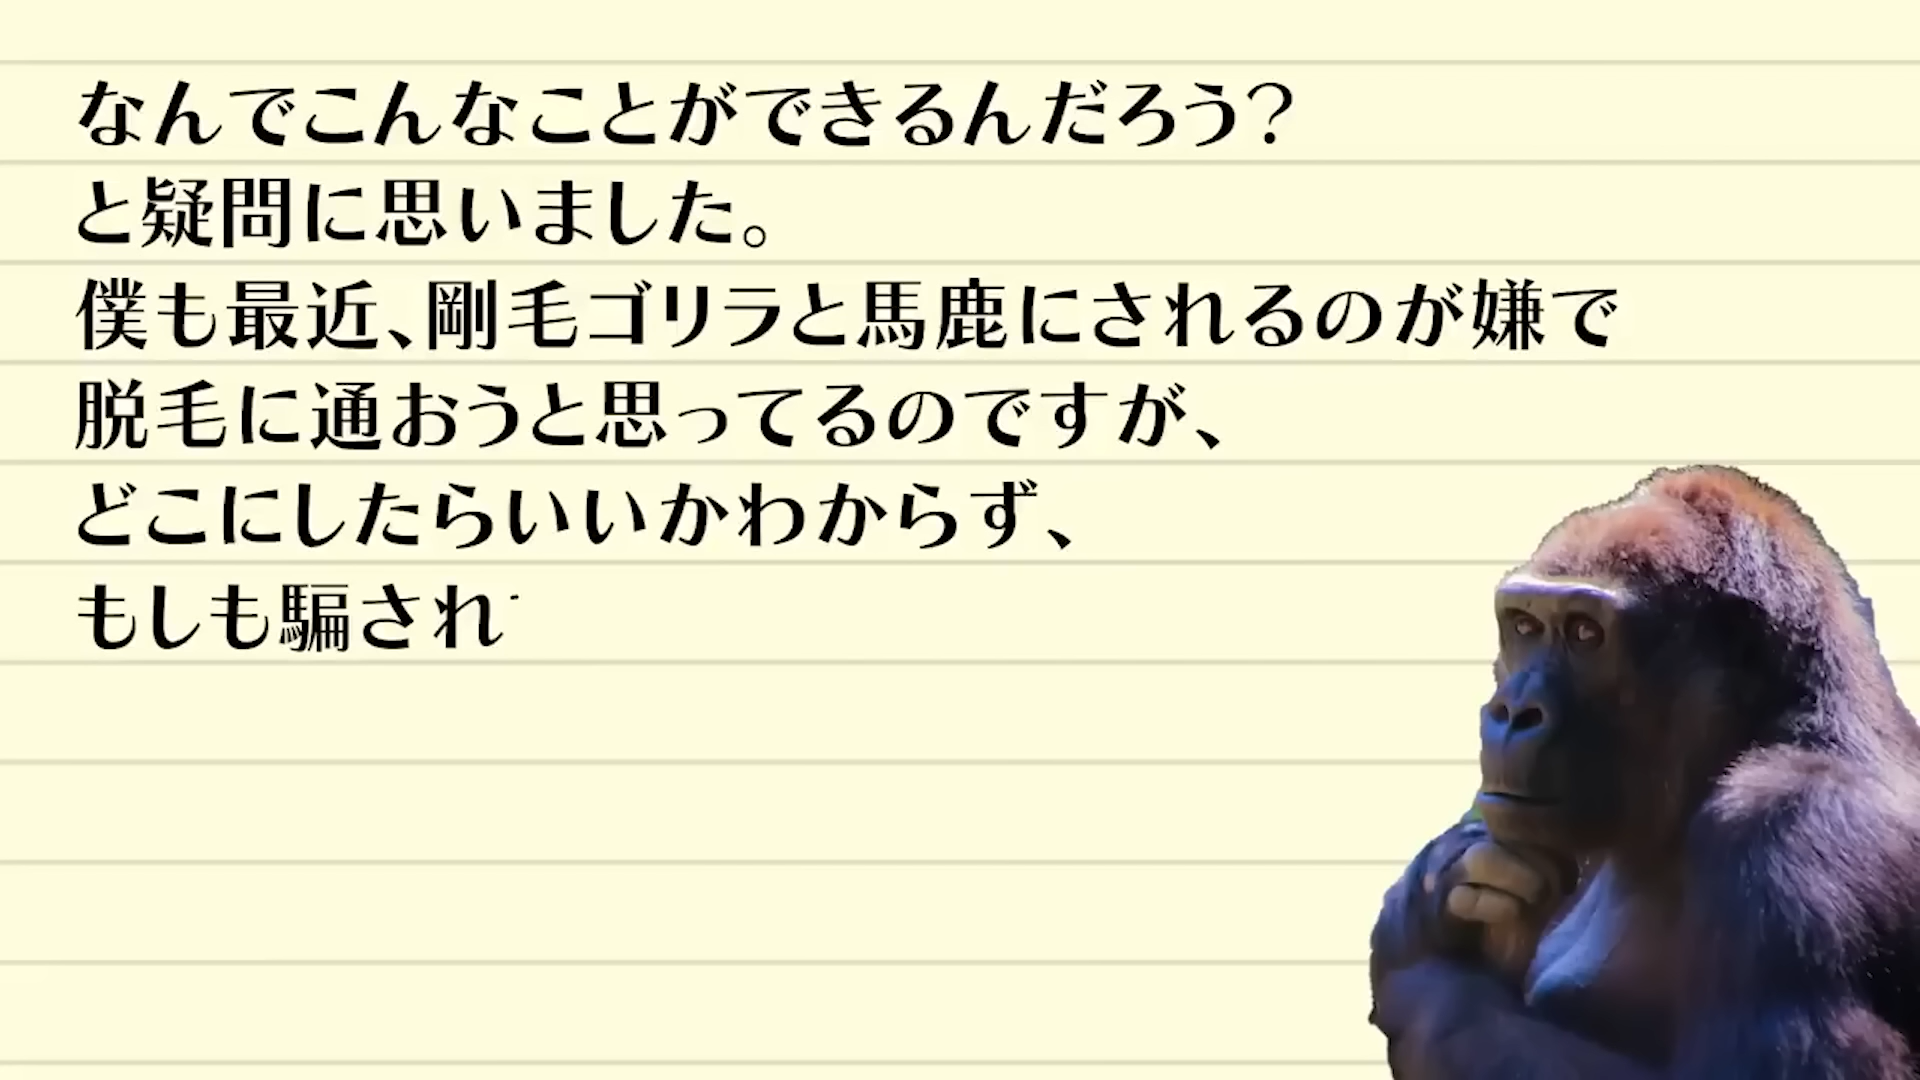 なんでこんなことができるんだろう？
と疑問に思いました。
僕も最近、剛毛ゴリラと馬鹿にされるのが嫌で
脱毛に通おうと思ってるのですが、
どこにしたらいいかわからず、
もしも騙され